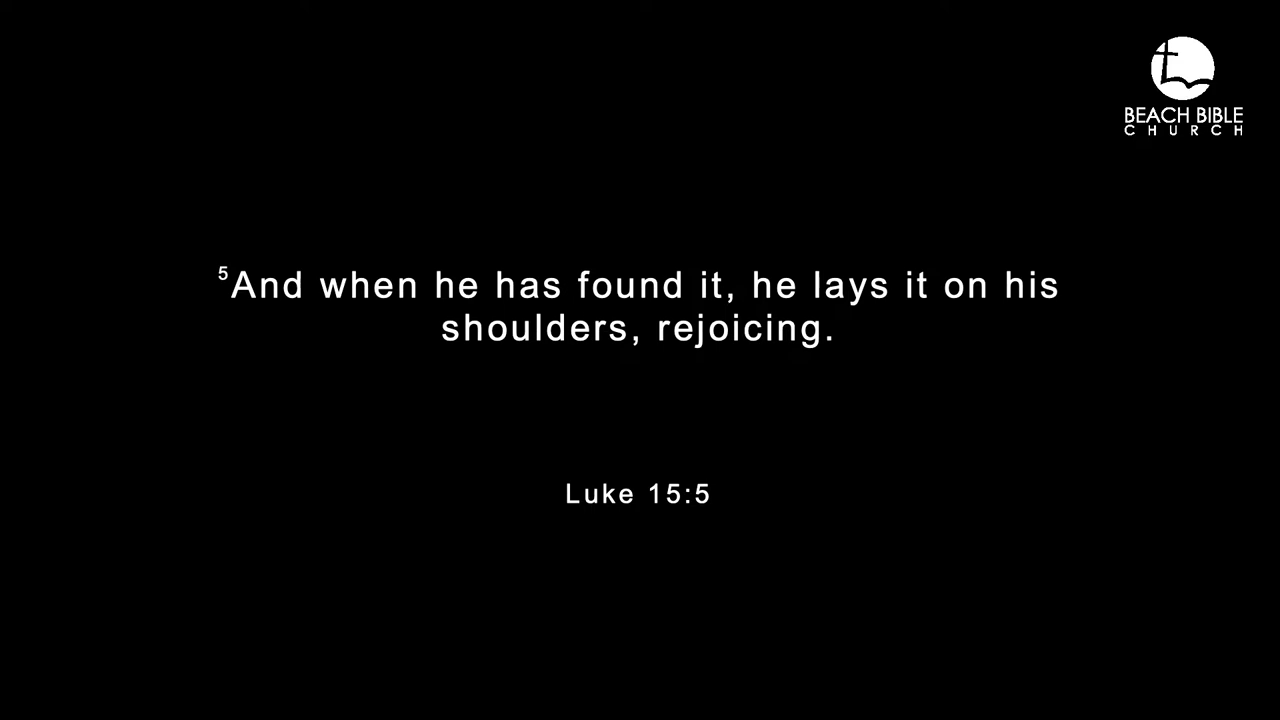 BEACH BIBLE
CHURCH
⁵And when he has found it, he lays it on his
shoulders, rejoicing.
Luke 15:5